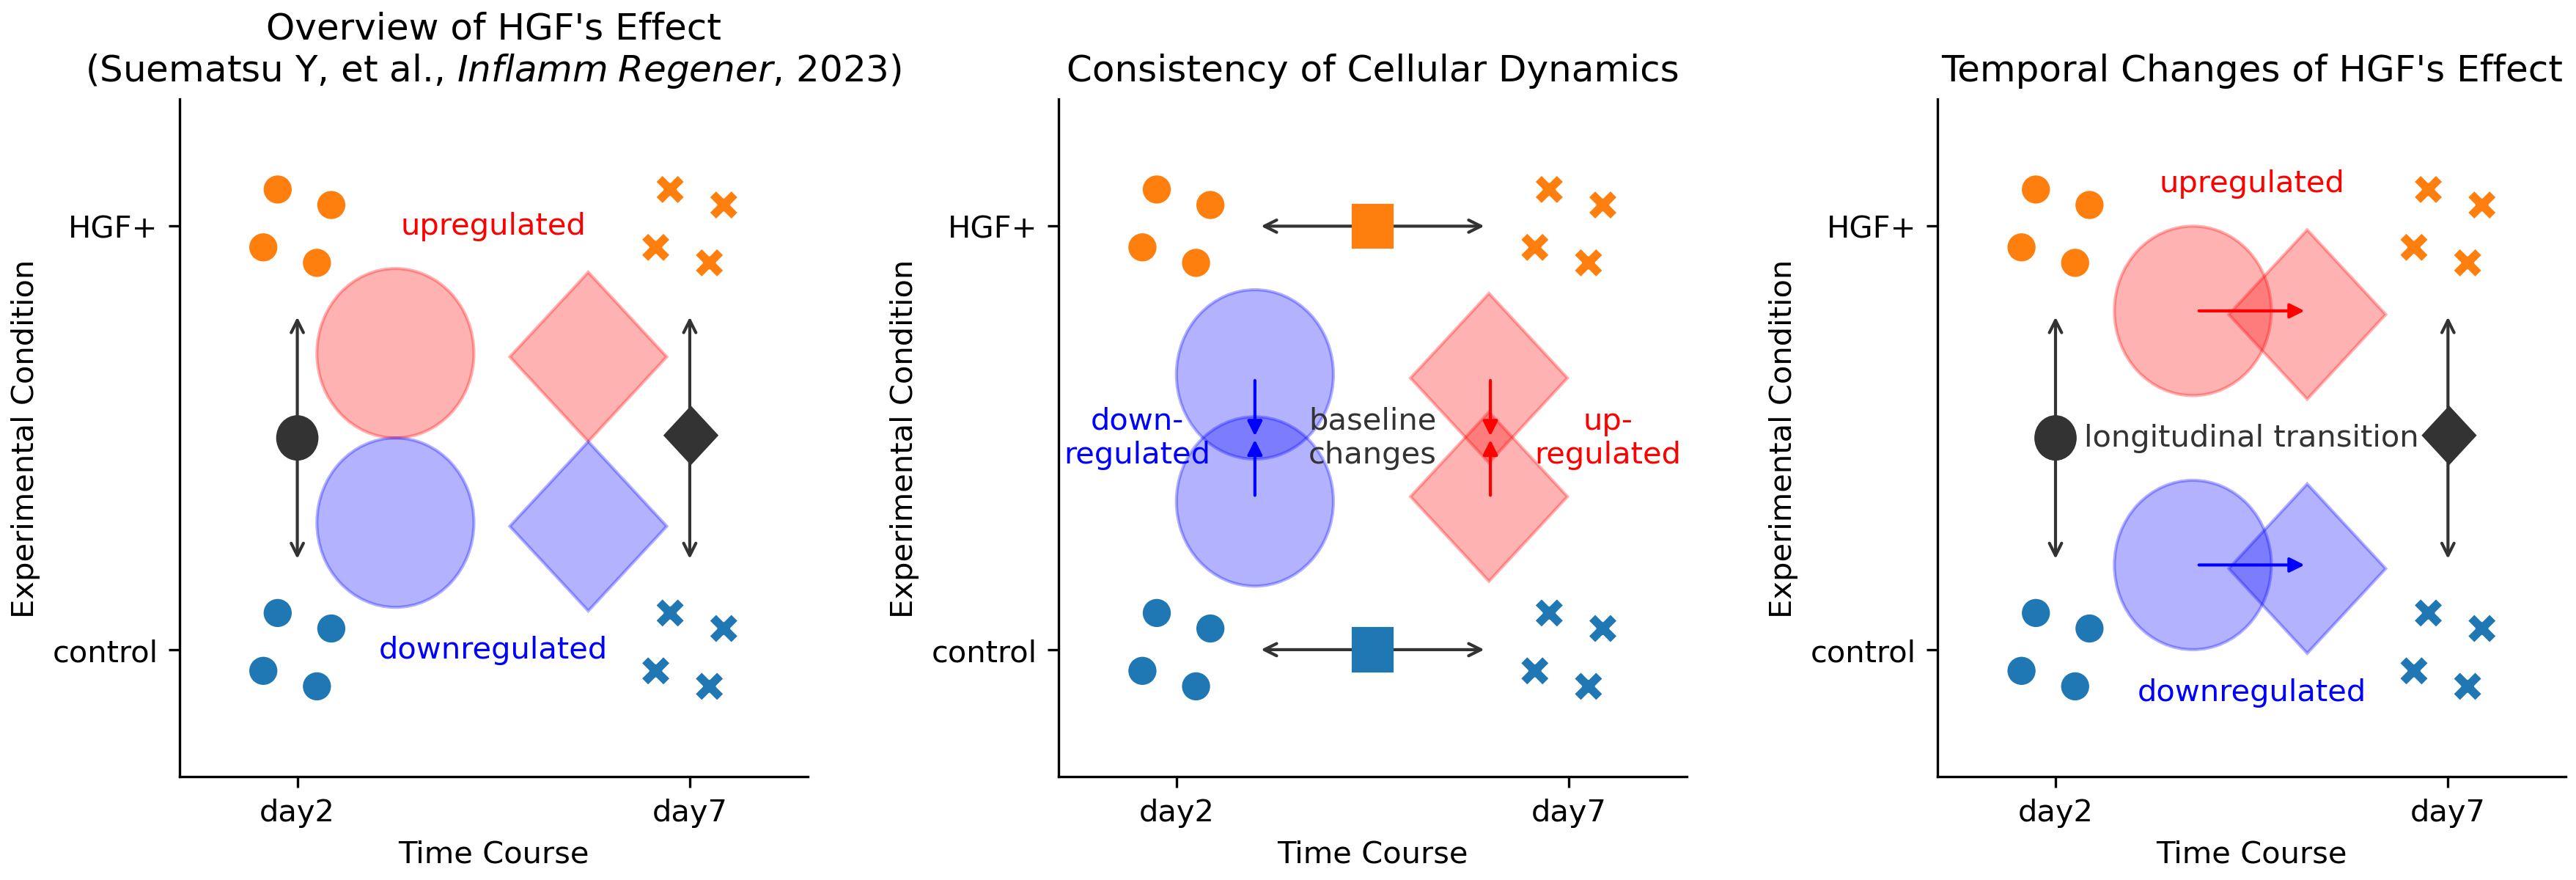 Overview of HGF's Effect
(Suematsu Y, et al., Inflamm Regener, 2023)
Experimental Condition
HGF+
control
upregulated
downregulated
day2
day7
Time Course
Consistency of Cellular Dynamics
Experimental Condition
HGF+
control
down-
regulated
baseline
changes
up-
regulated
day2
day7
Time Course
Temporal Changes of HGF's Effect
Experimental Condition
HGF+
control
upregulated
longitudinal transition
downregulated
day2
day7
Time Course